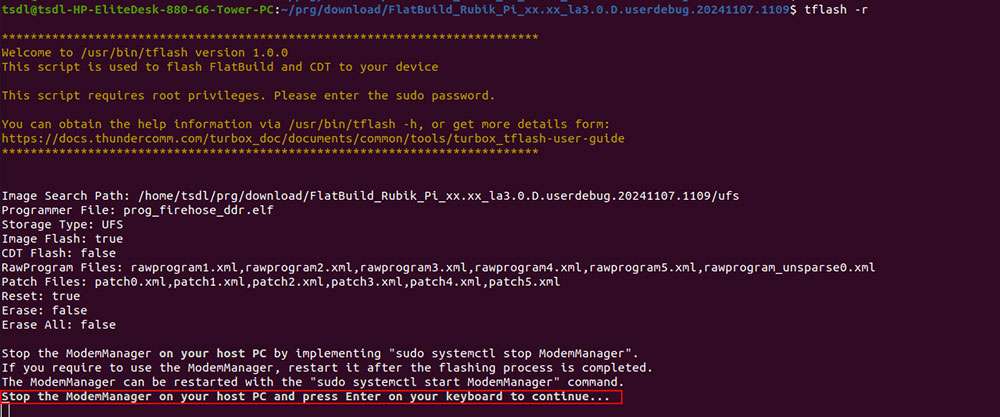 tsdl@tsdl-HP-EliteDesk-880-G6-Tower-PC:~/prg/download/FlatBuild_Rubik_Pi_xx.xx_la3.0.D.userdebug.20241107.1109$ tflash -r
***************************************************************************
Welcome to /usr/bin/tflash version 1.0.0
This script is used to flash FlatBuild and CDT to your device
This script requires root privileges. Please enter the sudo password.
You can obtain the help information via /usr/bin/tflash -h, or get more details form:
https://docs.thundercomm.com/turbox_doc/documents/common/tools/turbox_tflash-user-guide
***************************************************************************
Image Search Path: /home/tsdl/prg/download/FlatBuild_Rubik_Pi_xx.xx_la3.0.D.userdebug.20241107.1109/ufs
Programmer File: prog_firehose_ddr.elf
Storage Type: UFS
Image Flash: true
CDT Flash: false
RawProgram Files: rawprogram1.xml,rawprogram2.xml,rawprogram3.xml,rawprogram4.xml,rawprogram5.xml,rawprogram_unsparse0.xml
Patch Files: patch0.xml,patch1.xml,patch2.xml,patch3.xml,patch4.xml,patch5.xml
Reset: true
Erase: false
Erase All: false
Stop the ModemManager on your host PC by implementing "sudo systemctl stop ModemManager".
If you require to use the ModemManager, restart it after the flashing process is completed.
The ModemManager can be restarted with the "sudo systemctl start ModemManager" command.
Stop the ModemManager on your host PC and press Enter on your keyboard to continue...